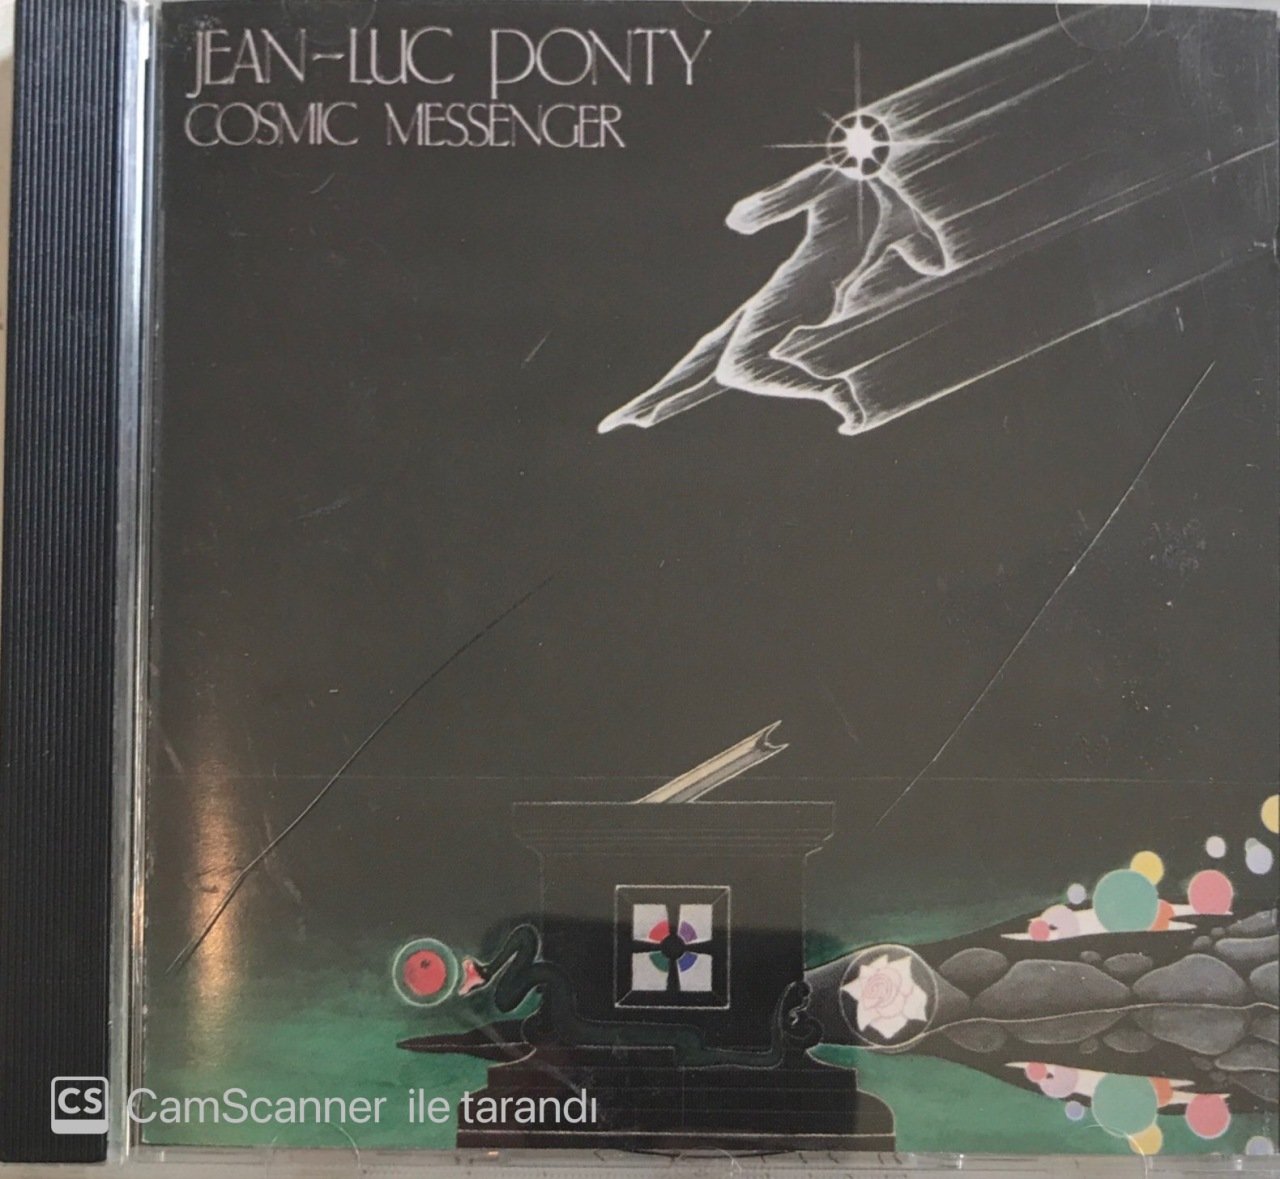 JEAN-LUC PONTY
COSMIC MESSENGER
CS CamScanner ile tarandı